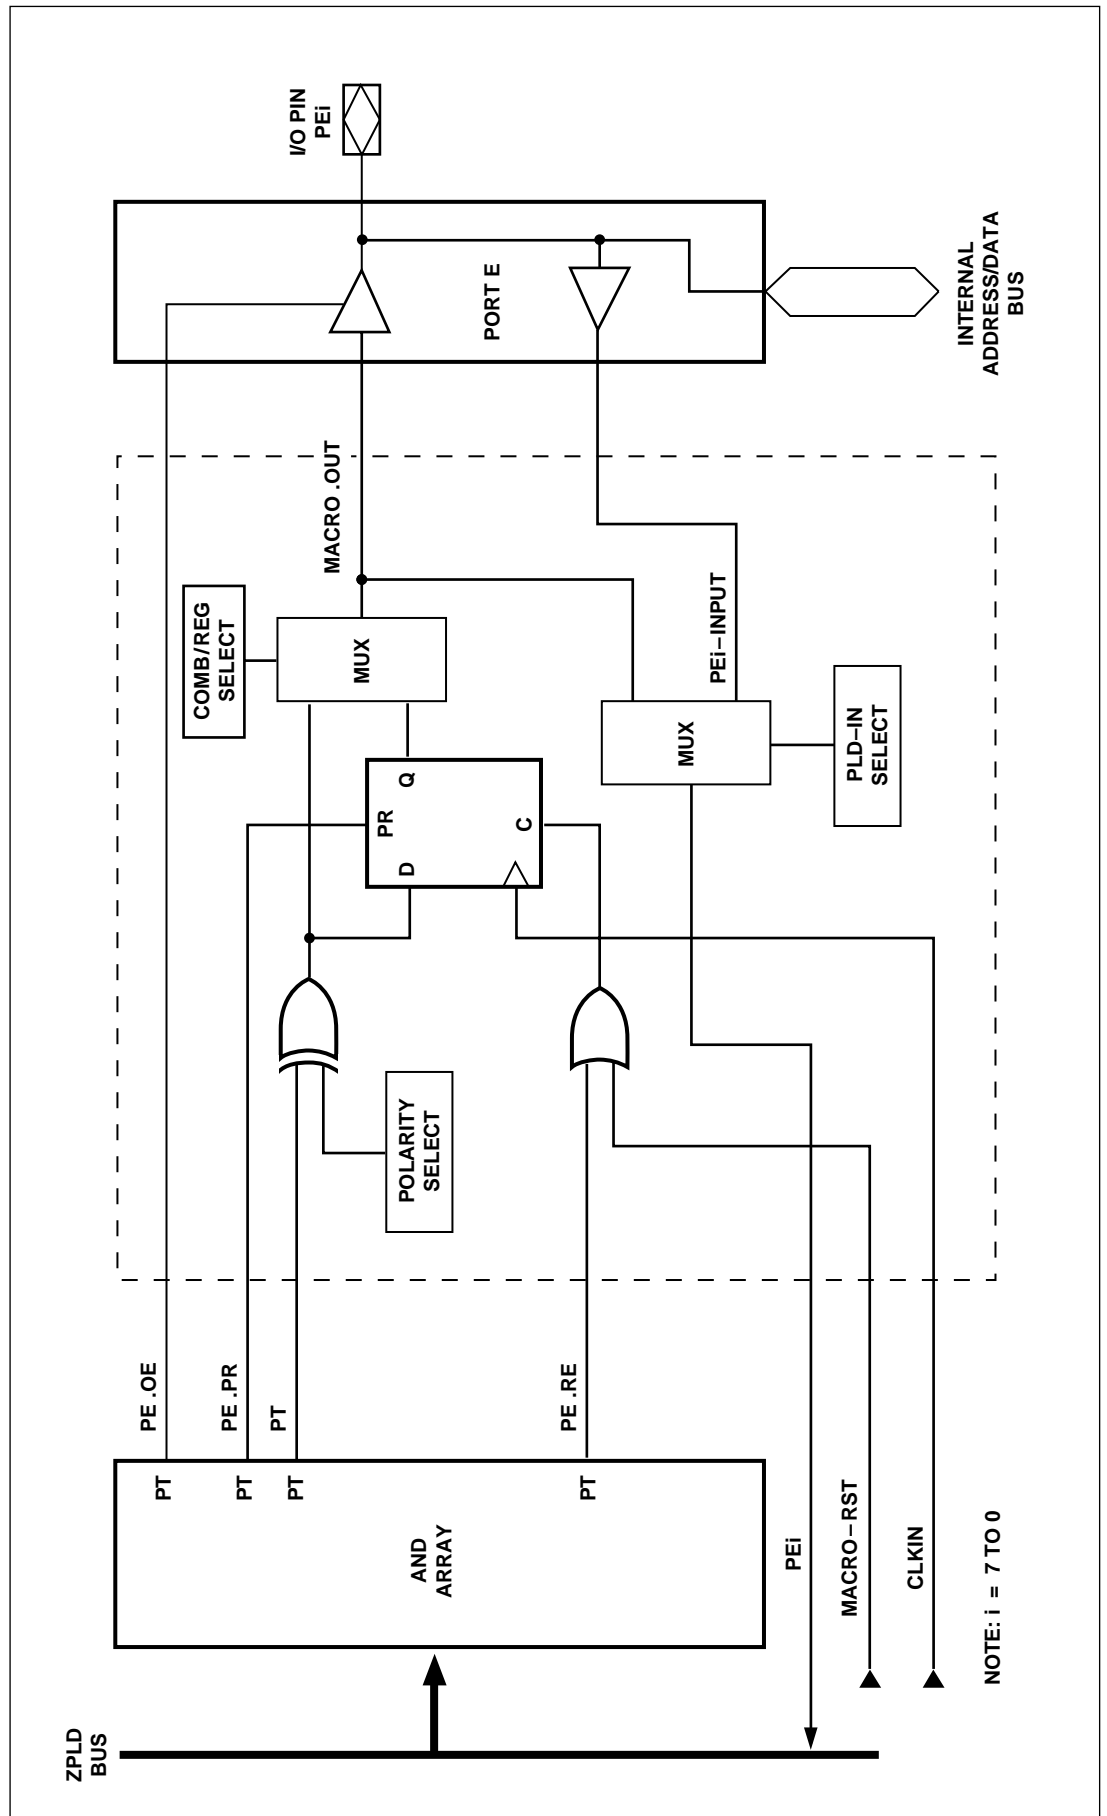 ZPLD
BUS
AND
ARRAY
PT
PT
PT
PT
PE .OE
PE .PR
PT
PE .RE
PEi
MACRO–RST
CLKIN
NOTE: i = 7 TO 0
POLARITY
SELECT
D
PR
Q
C
COMB/REG
SELECT
MUX
MACRO .OUT
MUX
PEi–INPUT
PLD–IN
SELECT
PORT E
I/O PIN
PEi
INTERNAL
ADDRESS/DATA
BUS